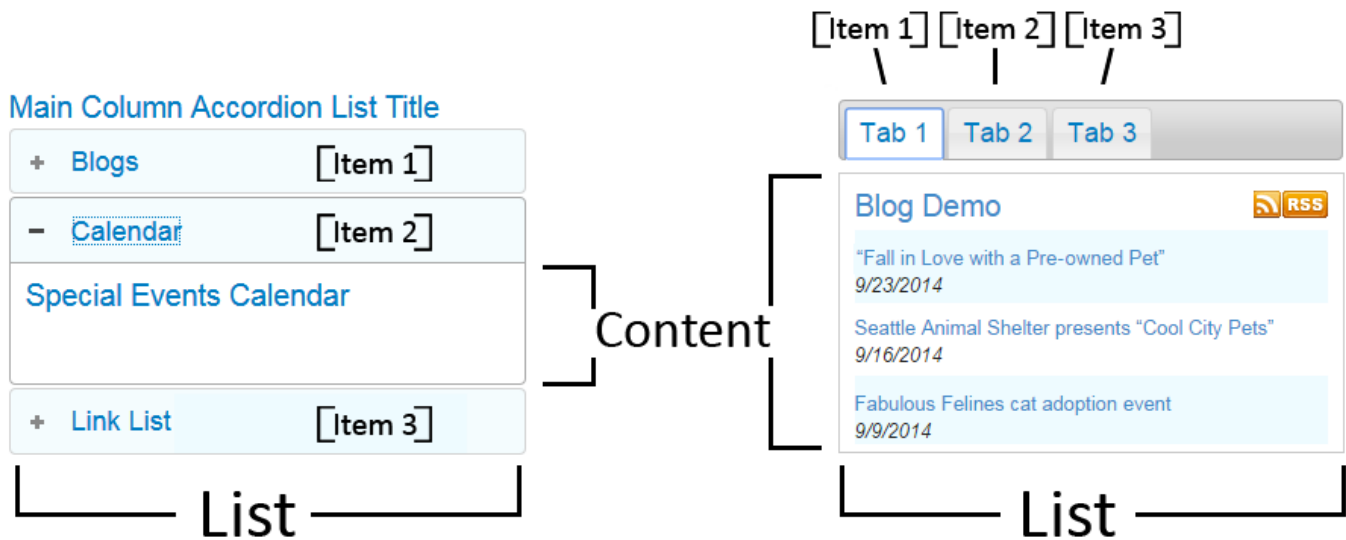 [Item 1] [Item 2] [Item 3]
Main Column Accordion List Title
+ Blogs [Item 1]
− Calendar [Item 2]
Special Events Calendar
+ Link List [Item 3]
List
Content
Tab 1 Tab 2 Tab 3
Blog Demo RSS
“Fall in Love with a Pre-owned Pet”
9/23/2014
Seattle Animal Shelter presents “Cool City Pets”
9/16/2014
Fabulous Felines cat adoption event
9/9/2014
List